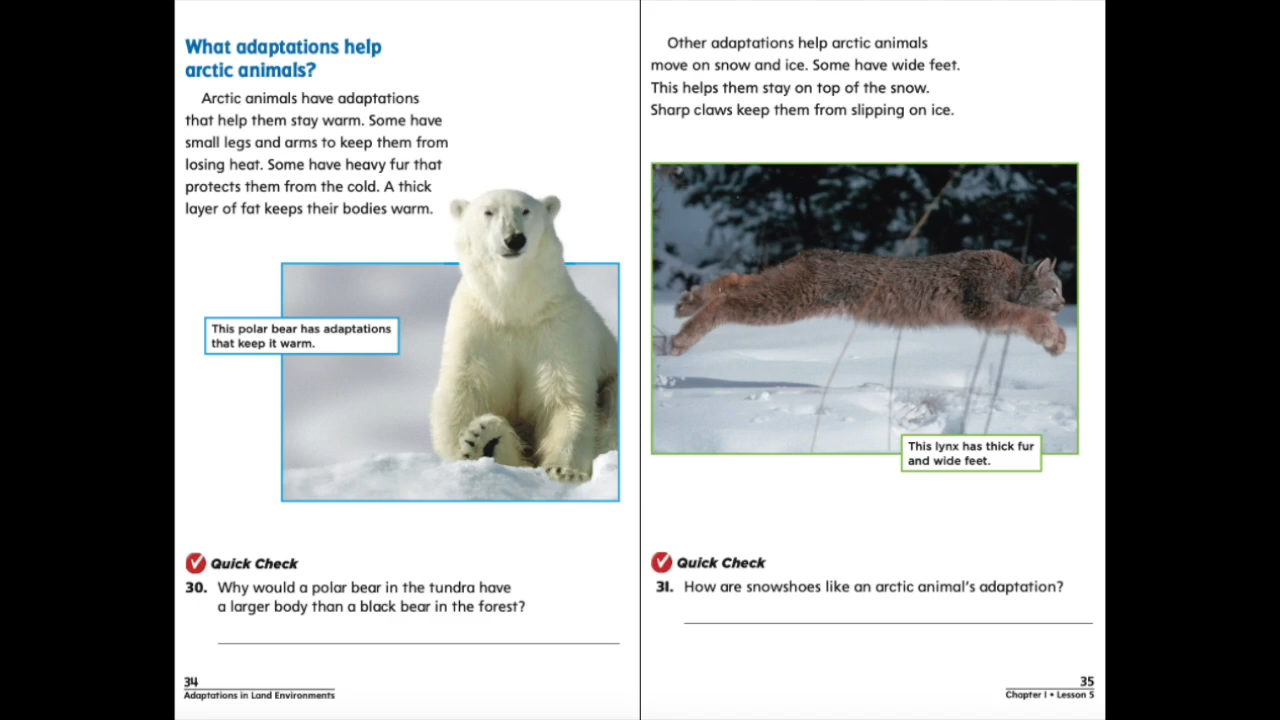 What adaptations help
arctic animals?
Arctic animals have adaptations
that help them stay warm. Some have
small legs and arms to keep them from
losing heat. Some have heavy fur that
protects them from the cold. A thick
layer of fat keeps their bodies warm.
This polar bear has adaptations
that keep it warm.
Quick Check
30. Why would a polar bear in the tundra have
a larger body than a black bear in the forest?
34
Adaptations in Land Environments
Other adaptations help arctic animals
move on snow and ice. Some have wide feet.
This helps them stay on top of the snow.
Sharp claws keep them from slipping on ice.
This lynx has thick fur
and wide feet.
Quick Check
31. How are snowshoes like an arctic animal's adaptation?
35
Chapter 1 • Lesson 5